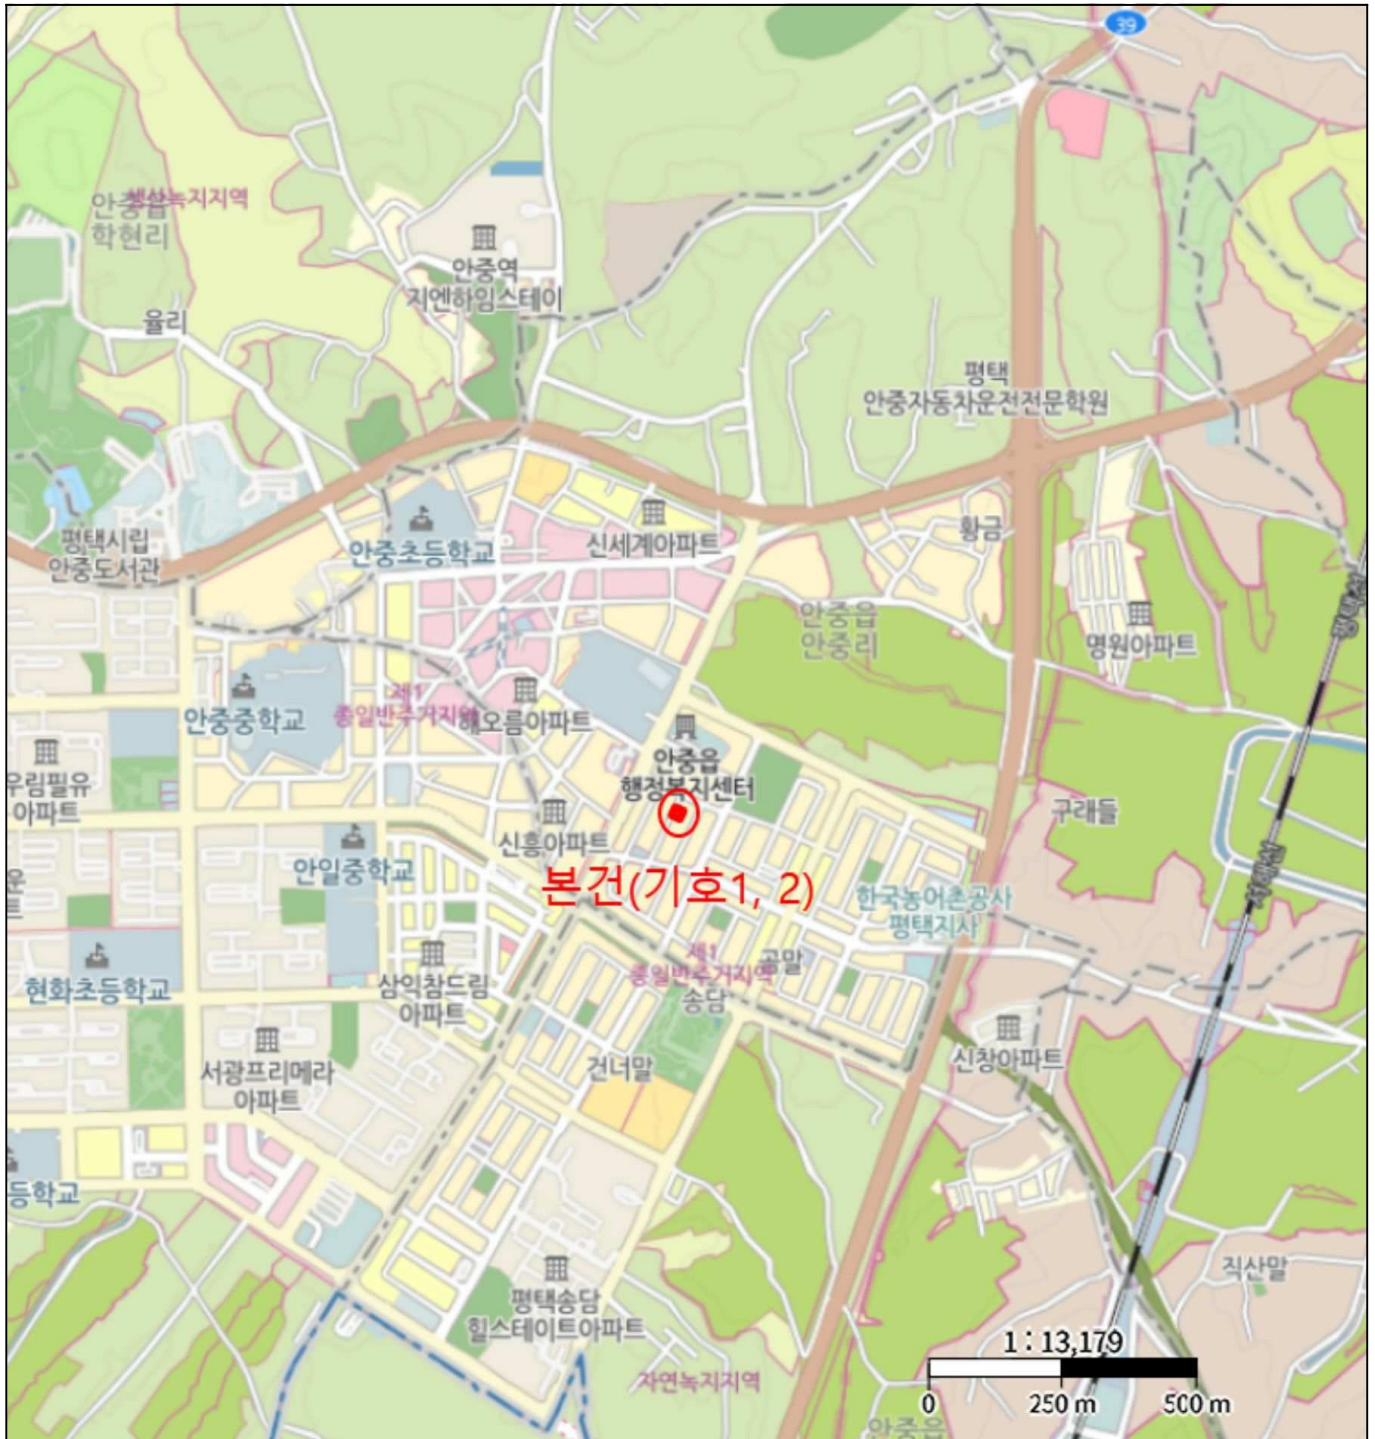 39
안중읍
생산녹지지역
학현리
안중역
지엔하임스테이
율리
평택
안중자동차운전전문학원
평택시립
안중도서관
안중초등학교
신세계아파트
황금
안중읍
안중리
명원아파트
안중중학교
제1
종일반주거지역
해오름아파트
우림필유
아파트
안중읍
행정복지센터
신흥아파트
구래들
안일중학교
본건(기호1, 2)
한국농어촌공사
평택지사
현화초등학교
삼익참드림
아파트
제1
종일반주거지역
공말
송담
서광프리메라
아파트
건너말
신창아파트
등학교
평택송담
힐스테이트아파트
직산말
자연녹지지역
1:13,179
0 250 m 500 m
안중읍